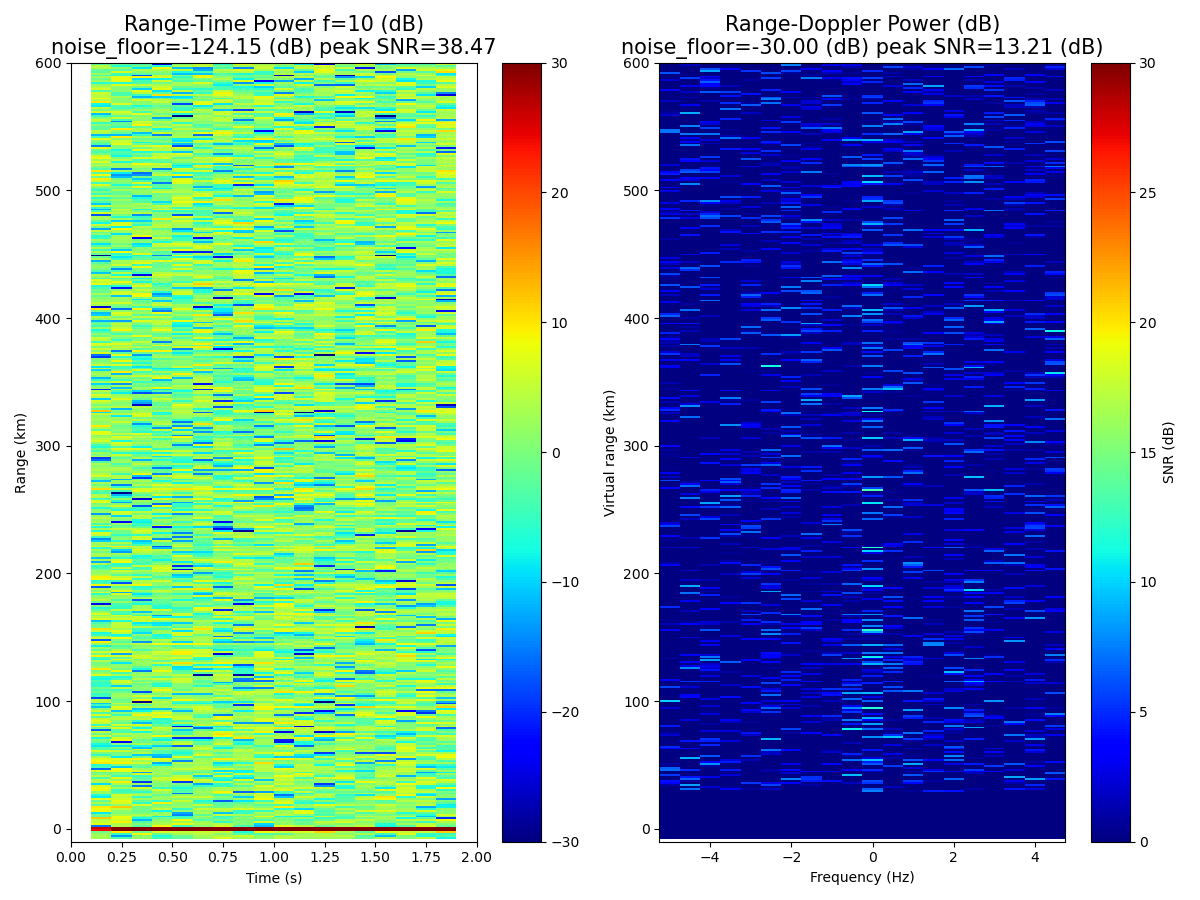 Range-Time Power f=10 (dB)
noise_floor=-124.15 (dB) peak SNR=38.47
600
500
400
300
200
100
0
Range (km)
0.00 0.25 0.50 0.75 1.00 1.25 1.50 1.75 2.00
Time (s)
30
20
10
0
−10
−20
−30
Range-Doppler Power (dB)
noise_floor=-30.00 (dB) peak SNR=13.21 (dB)
600
500
400
300
200
100
0
Virtual range (km)
−4 −2 0 2 4
Frequency (Hz)
30
25
20
15
10
5
0
SNR (dB)